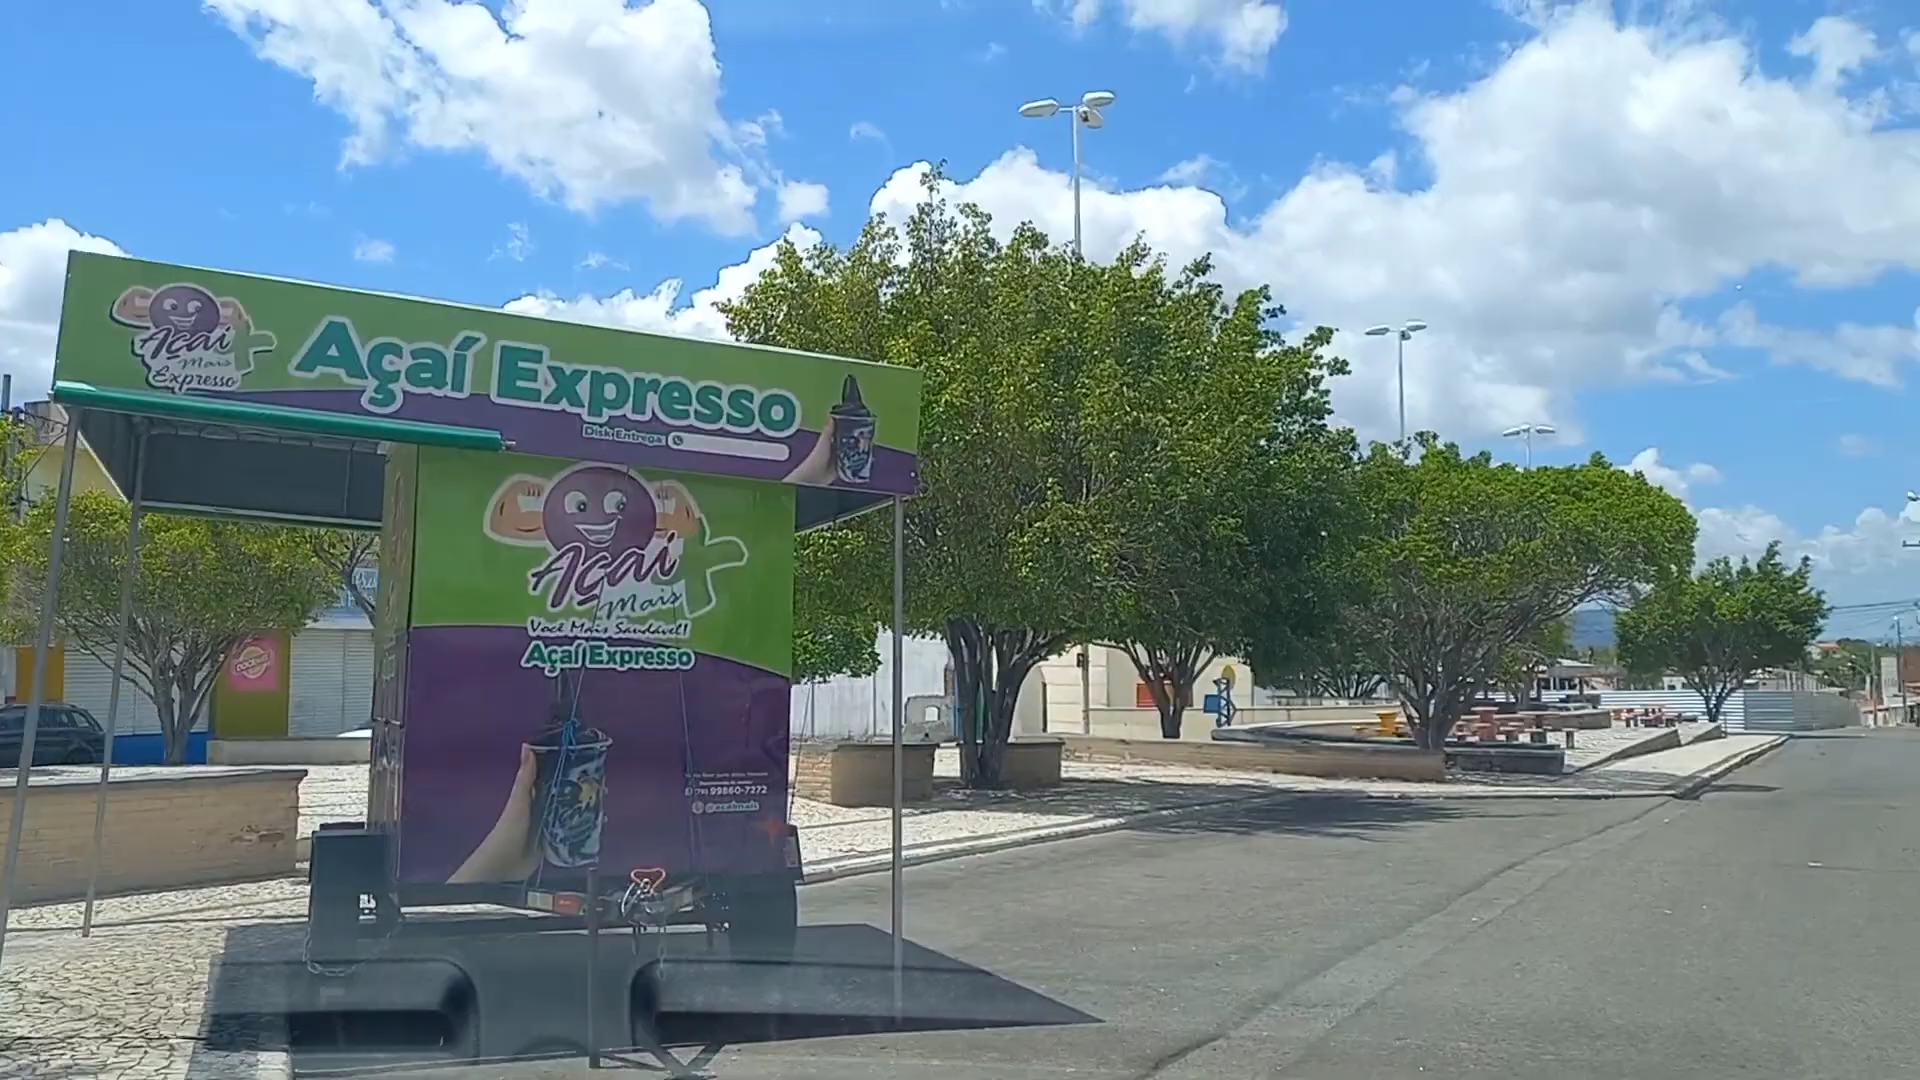 Açaí
Mais
Expresso
Açaí Expresso
Disk Entrega
Açaí
Mais
Você Mais Saudável!
Açaí Expresso
(79) 99860-7272
@acaimais